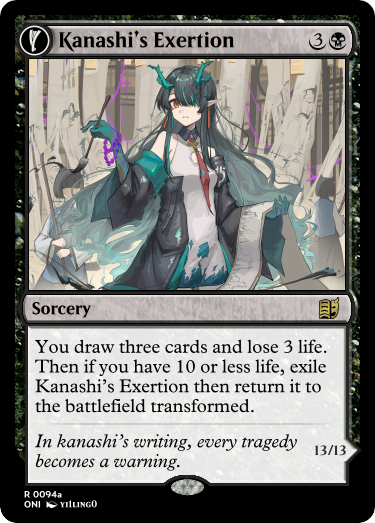 Kanashi's Exertion 3
Sorcery
You draw three cards and lose 3 life.
Then if you have 10 or less life, exile
Kanashi's Exertion then return it to
the battlefield transformed.
In kanashi's writing, every tragedy
becomes a warning.
13/13
R 0094a
ONI YILLINGO